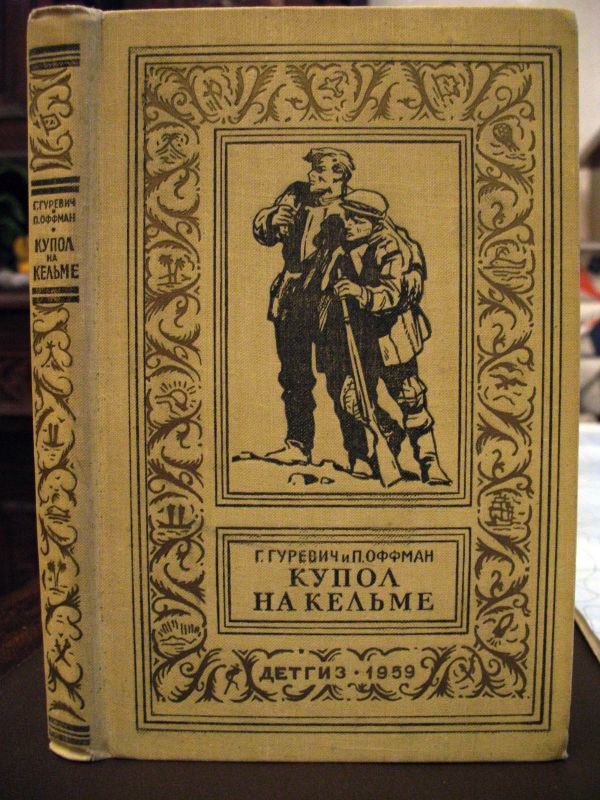 Г. ГУРЕВИЧ
П. ОФФМАН
•
КУПОЛ
НА
КЕЛЬМЕ
Г. ГУРЕВИЧ и П. ОФФМАН
КУПОЛ
НА КЕЛЬМЕ
ДЕТГИЗ • 1959